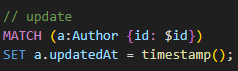 // update
MATCH (a:Author {id: $id})
SET a.updatedAt = timestamp();